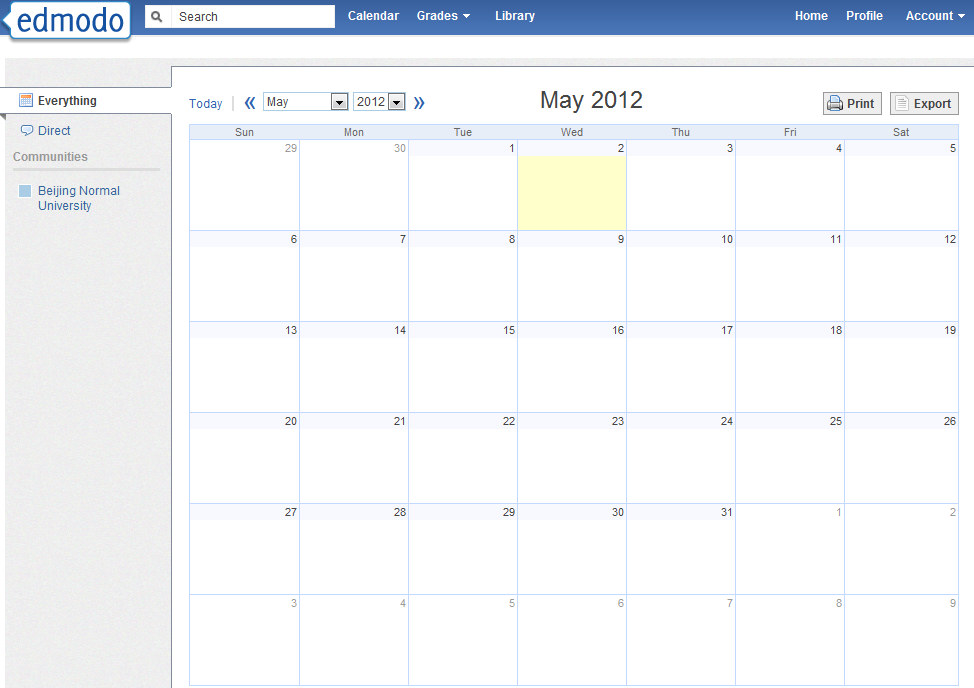 edmodo
Search
Calendar Grades Library
Home Profile Account
Everything
Direct
Communities
Beijing Normal
University
Today « May 2012 »
May 2012
Print Export
Sun Mon Tue Wed Thu Fri Sat
29 30 1 2 3 4 5
6 7 8 9 10 11 12
13 14 15 16 17 18 19
20 21 22 23 24 25 26
27 28 29 30 31 1 2
3 4 5 6 7 8 9